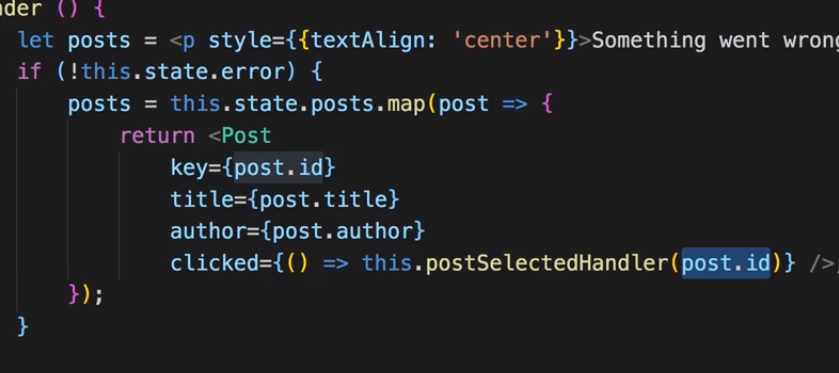 nder () {
let posts = <p style={{textAlign: 'center'}}>Something went wrong
if (!this.state.error) {
posts = this.state.posts.map(post => {
return <Post
key={post.id}
title={post.title}
author={post.author}
clicked={() => this.postSelectedHandler(post.id)} />;
});
}